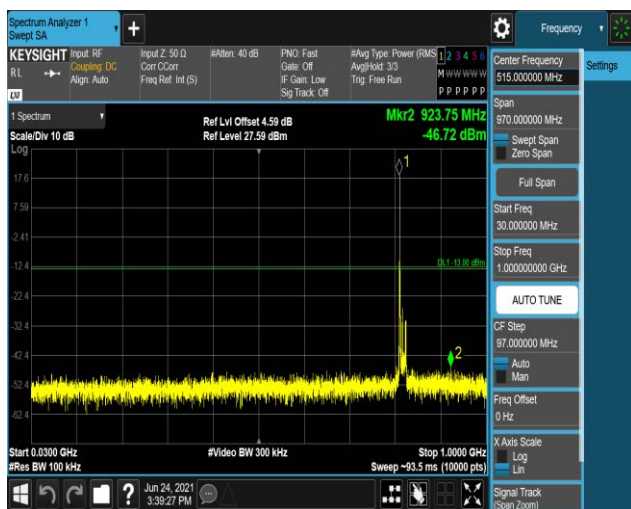 Spectrum Analyzer 1
Swept SA
+
Frequency
KEYSIGHT
RL
LXI
Input: RF
Coupling: DC
Align: Auto
Input Z: 50 Ω
Corr CCorr
Freq Ref: Int (S)
#Atten: 40 dB
PNO: Fast
Gate: Off
IF Gain: Low
Sig Track: Off
#Avg Type: Power (RMS
Avg|Hold: 3/3
Trig: Free Run
1 2 3 4 5 6
M W W W W W
P P P P P P
1 Spectrum
Scale/Div 10 dB
Log
Ref Lvl Offset 4.59 dB
Ref Level 27.59 dBm
Mkr2 923.75 MHz
-46.72 dBm
17.6
7.59
-2.41
-12.4
-22.4
-32.4
-42.4
-52.4
-62.4
1
DL1 -13.00 dBm
2
Start 0.0300 GHz
#Res BW 100 kHz
#Video BW 300 kHz
Stop 1.0000 GHz
Sweep ~93.5 ms (10000 pts)
Center Frequency
515.000000 MHz
Settings
Span
970.000000 MHz
Swept Span
Zero Span
Full Span
Start Freq
30.000000 MHz
Stop Freq
1.000000000 GHz
AUTO TUNE
CF Step
97.000000 MHz
Auto
Man
Freq Offset
0 Hz
X Axis Scale
Log
Lin
Signal Track
(Span Zoom)
?
Jun 24, 2021
3:39:27 PM